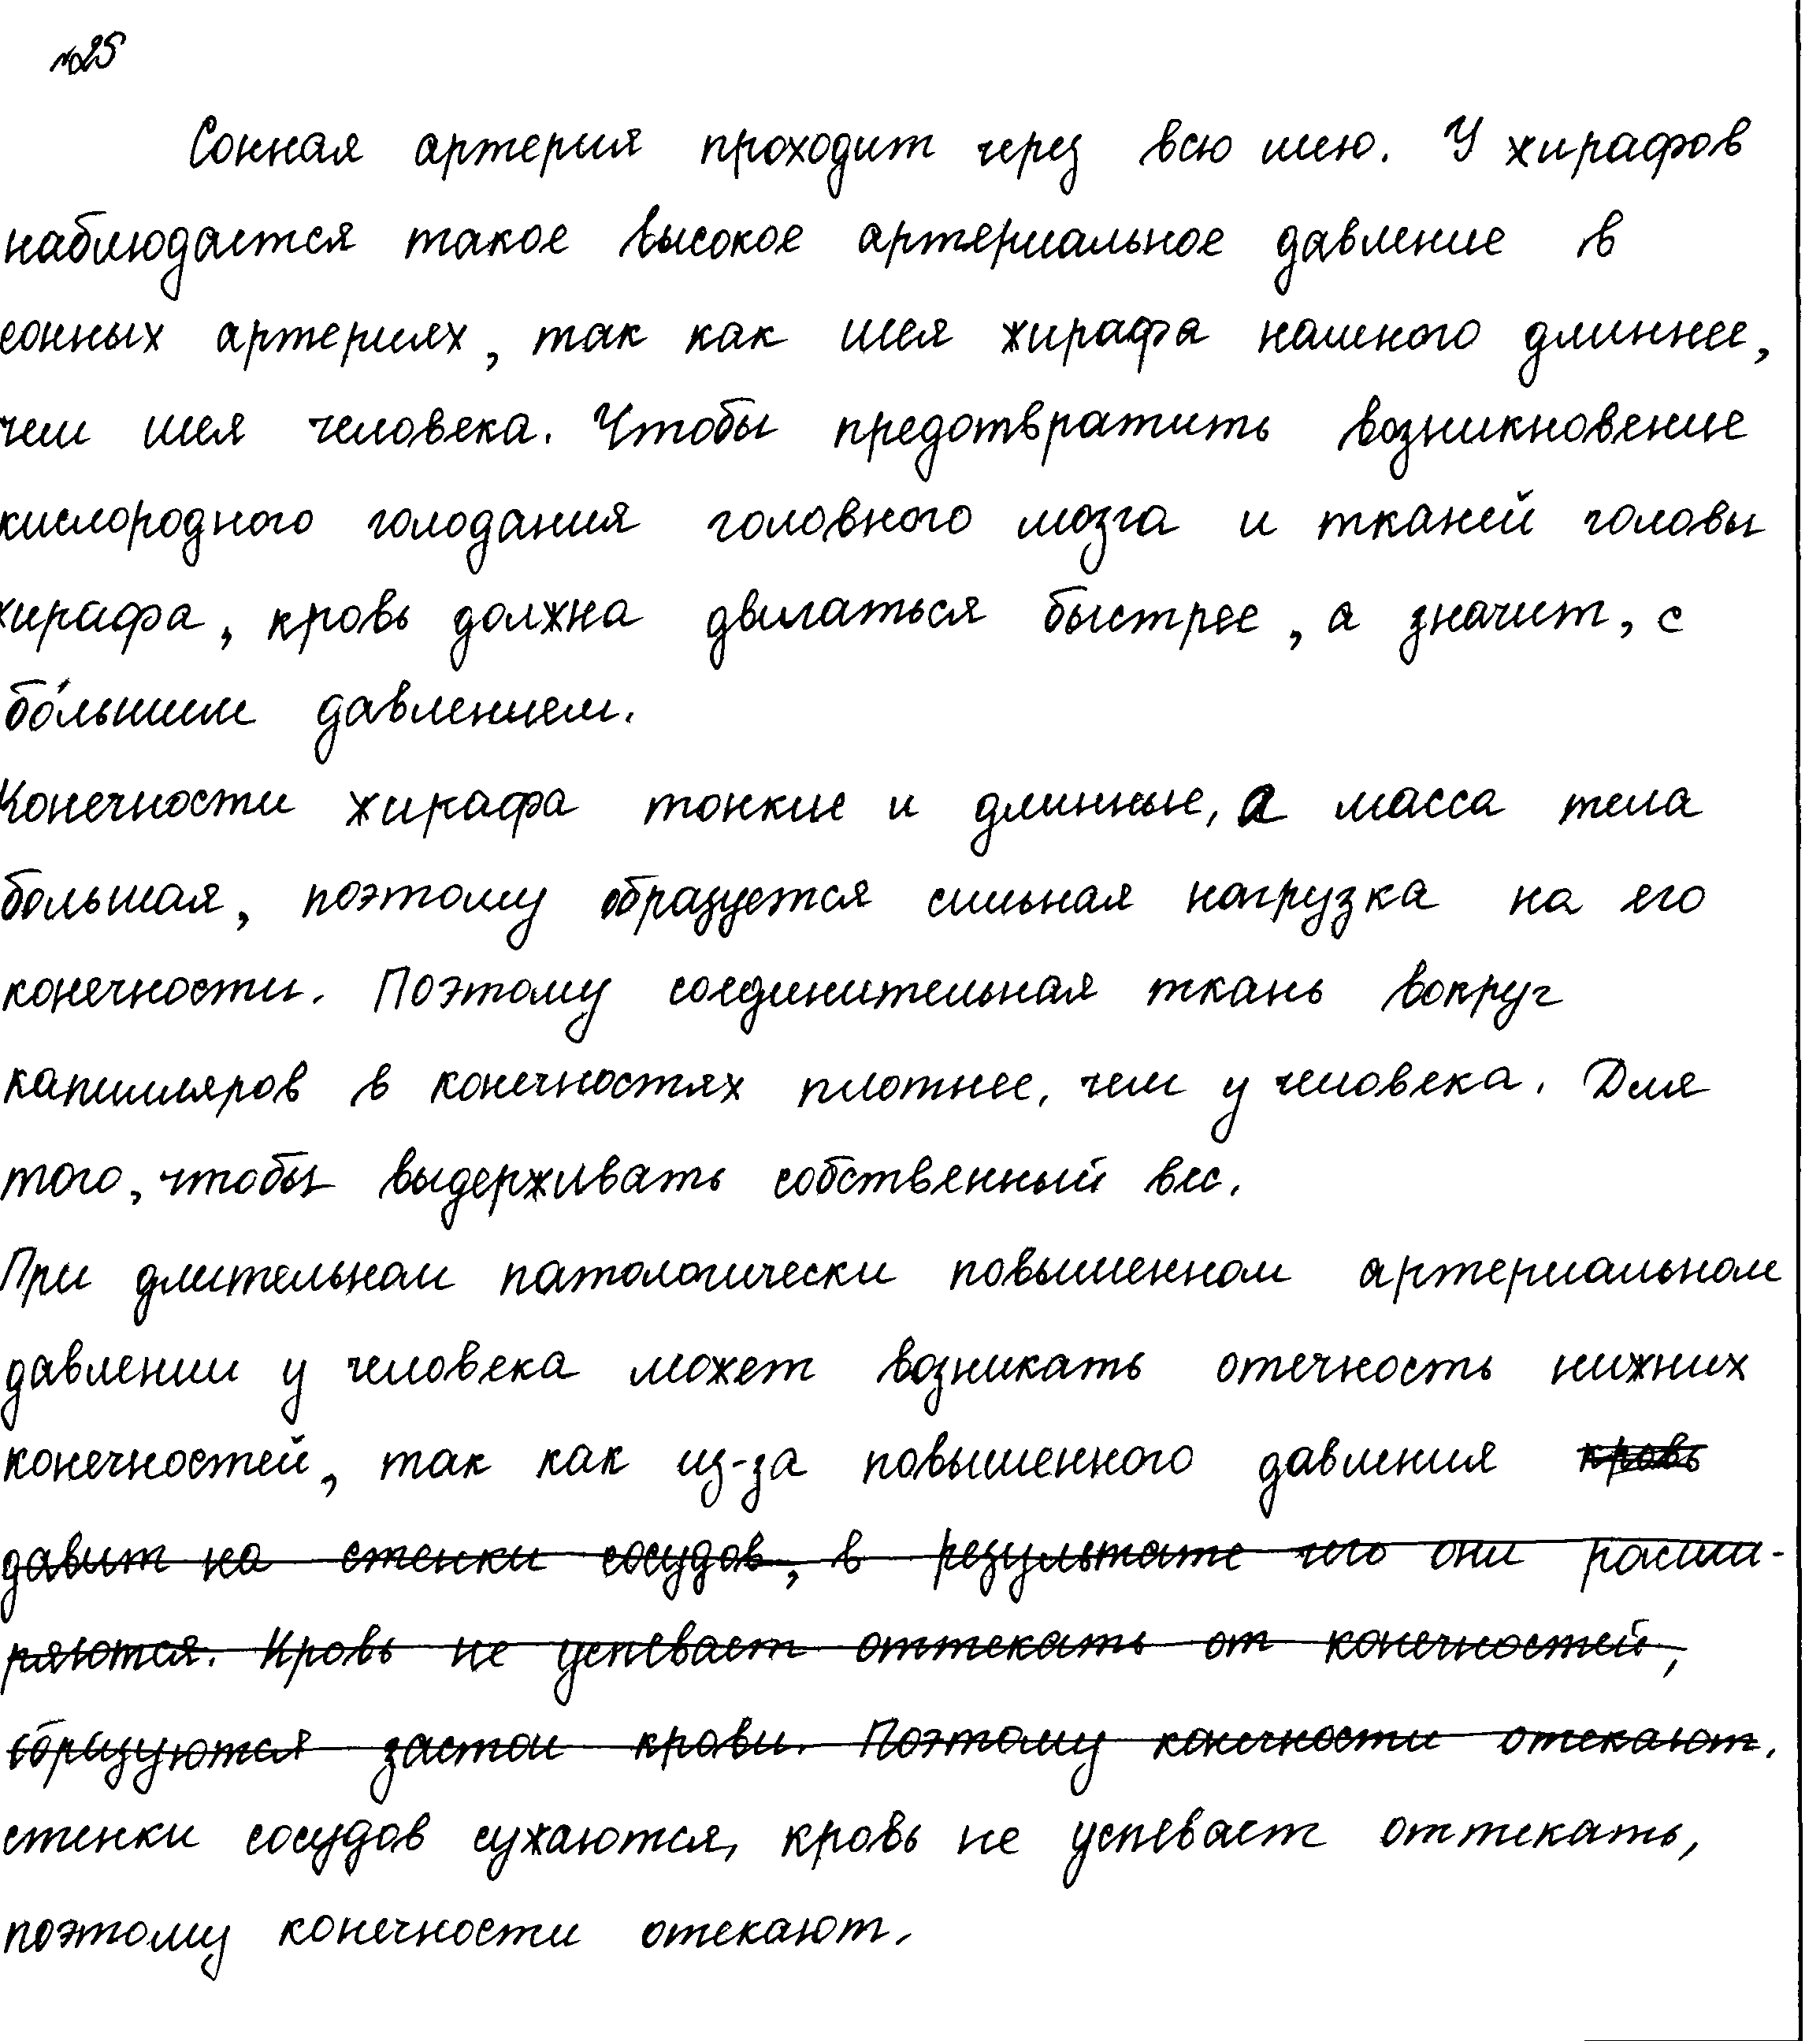 №25
Сонная артерия проходит через всю шею. У жирафов
наблюдается такое высокое артериальное давление в
сонных артериях, так как шея жирафа намного длиннее,
чем шея человека. Чтобы предотвратить возникновение
кислородного голодания головного мозга и тканей головы
жирафа, кровь должна двигаться быстрее, а значит, с
бо́льшим давлением.
Конечности жирафа тонкие и длинные, а масса тела
большая, поэтому образуется сильная нагрузка на его
конечности. Поэтому соединительная ткань вокруг
капилляров в конечностях плотнее, чем у человека. Для
того, чтобы выдерживать собственный вес.
При длительном патологически повышенном артериальном
давлении у человека может возникать отечность нижних
конечностей, так как из-за повышенного давления кровь
давит на стенки сосудов, в результате чего они расши-
ряются. Кровь не успевает оттекать от конечностей,
образуются застои крови. Поэтому конечности отекают.
стенки сосудов сужаются, кровь не успевает оттекать,
поэтому конечности отекают.